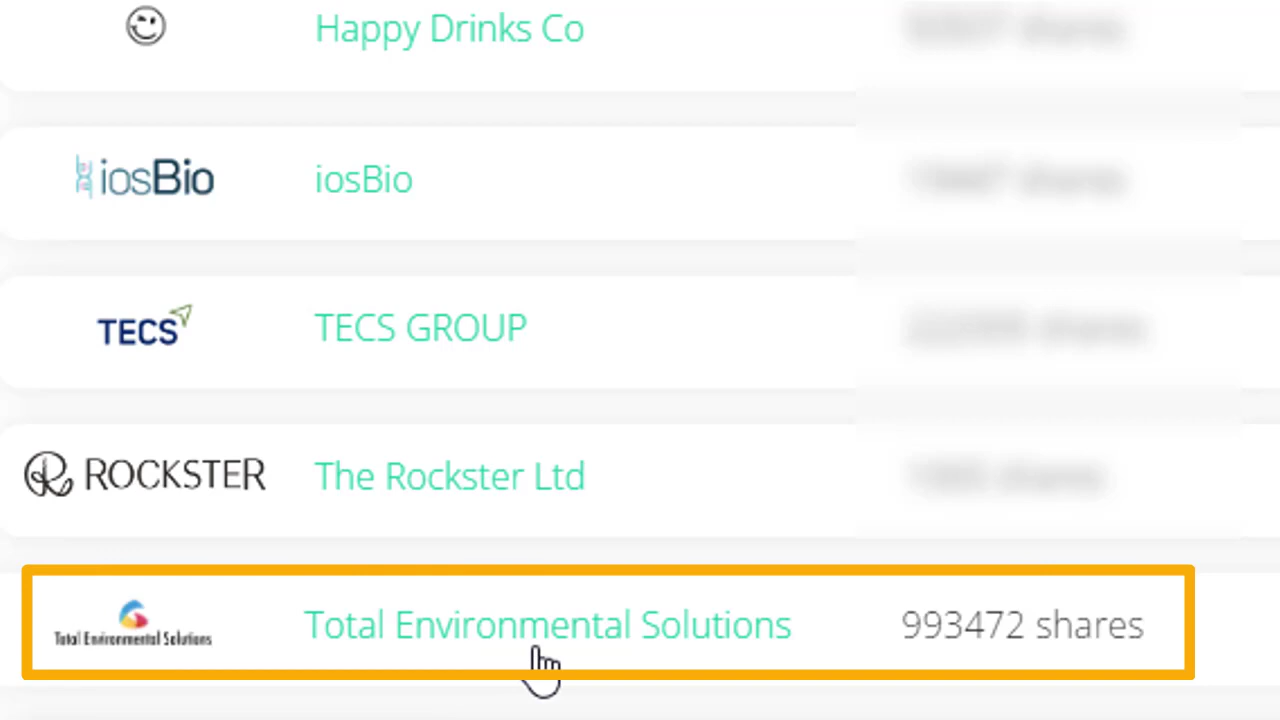 Happy Drinks Co
iosBio iosBio
TECS TECS GROUP
ROCKSTER The Rockster Ltd
Total Environmental Solutions Total Environmental Solutions 993472 shares